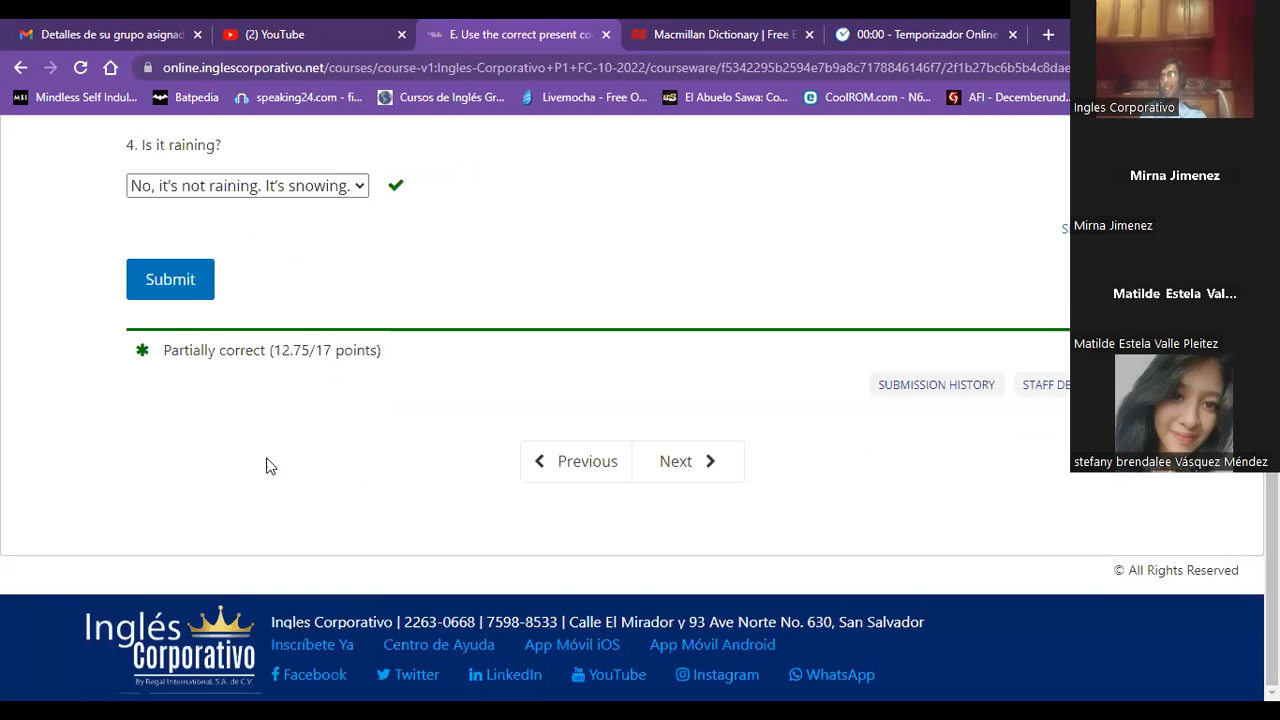 Detalles de su grupo asignad
(2) YouTube
E. Use the correct present co
Macmillan Dictionary | Free E
00:00 - Temporizador Online
online.inglescorporativo.net/courses/course-v1:Ingles-Corporativo+P1+FC-10-2022/courseware/f5342295b2594e7b9a8c7178846146f7/2f1b27bc6b5b4c8dae
Mindless Self Indul...
Batpedia
speaking24.com - fi...
Cursos de Inglés Gr...
Livemocha - Free O...
El Abuelo Sawa: Co...
CoolROM.com - N6...
AFI - Decemberund...
Ingles Corporativo
4. Is it raining?
No, it's not raining. It's snowing.
Mirna Jimenez
Mirna Jimenez
Submit
Matilde Estela Val...
Matilde Estela Valle Pleitez
Partially correct (12.75/17 points)
SUBMISSION HISTORY
STAFF DE
Previous
Next
stefany brendalee Vásquez Méndez
© All Rights Reserved
Inglés
Corporativo
By Regal International, S.A. de C.V.
Ingles Corporativo | 2263-0668 | 7598-8533 | Calle El Mirador y 93 Ave Norte No. 630, San Salvador
Inscríbete Ya Centro de Ayuda App Móvil iOS App Móvil Android
Facebook Twitter LinkedIn YouTube Instagram WhatsApp